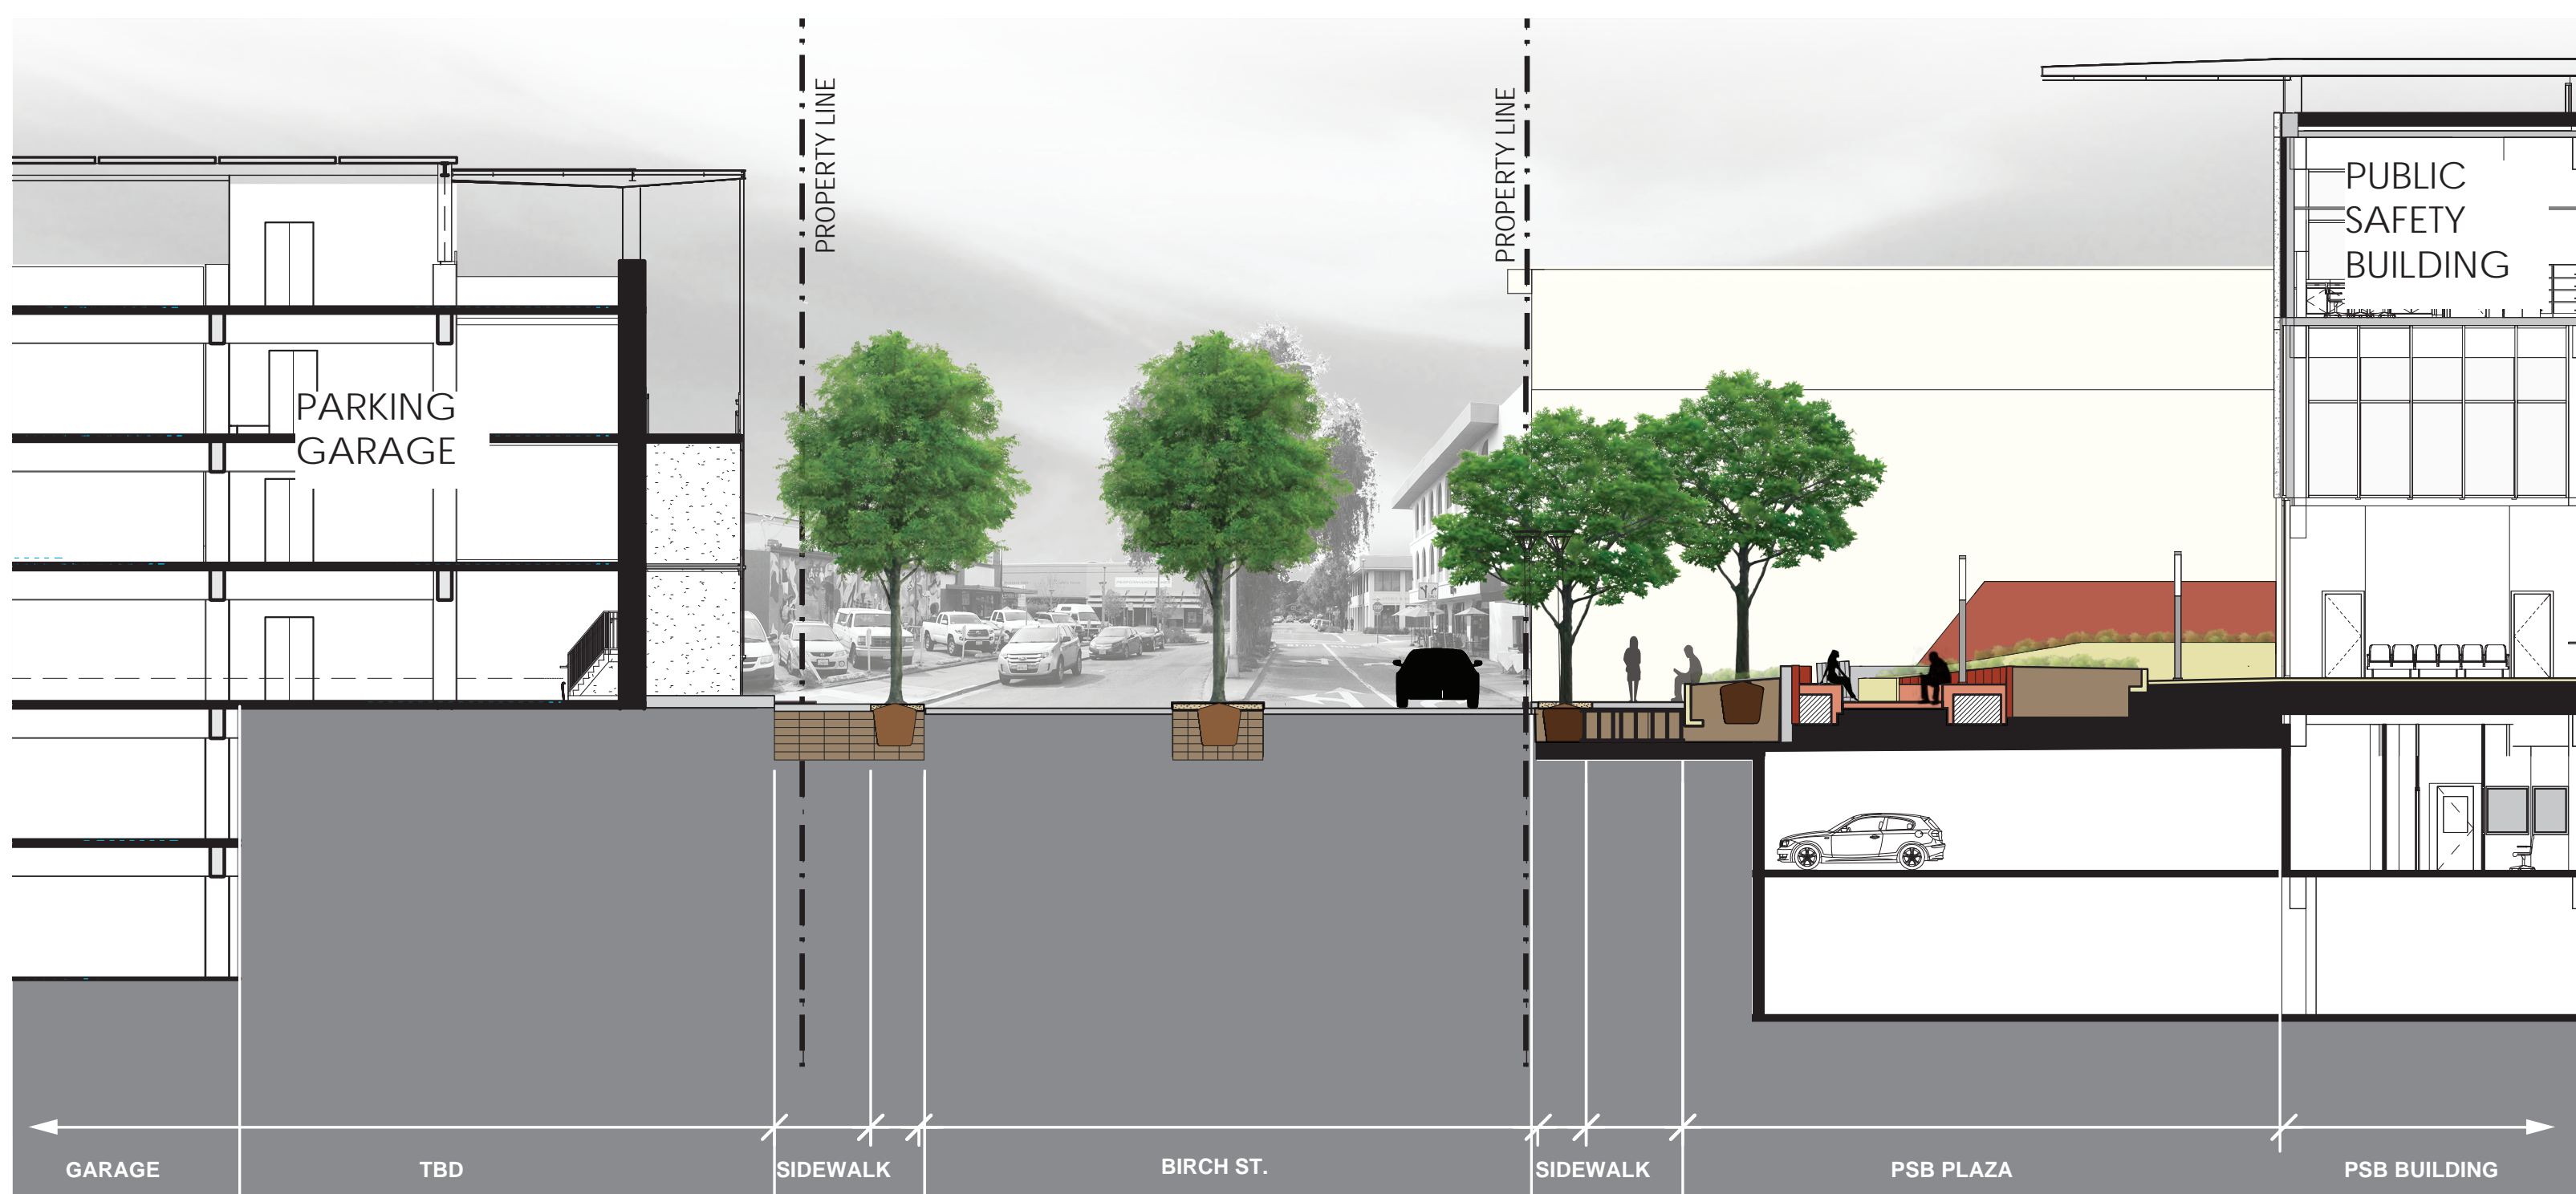 PROPERTY LINE
PROPERTY LINE
PUBLIC
SAFETY
BUILDING
PARKING
GARAGE
GARAGE
TBD
SIDEWALK
BIRCH ST.
SIDEWALK
PSB PLAZA
PSB BUILDING